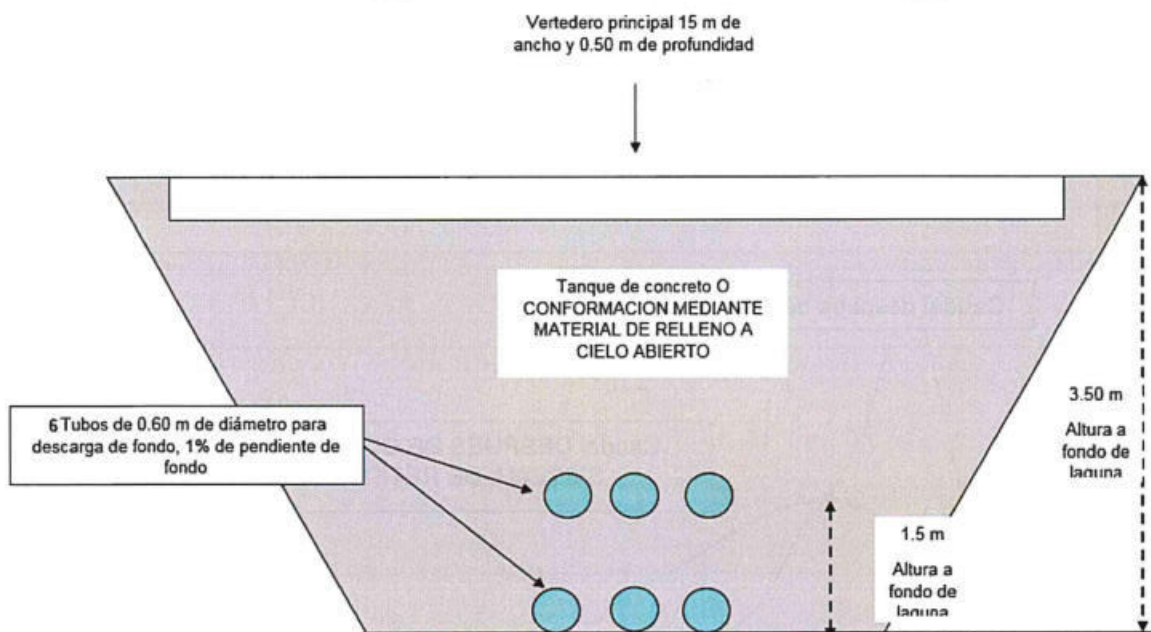 Vertedero principal 15 m de
ancho y 0.50 m de profundidad
Tanque de concreto O
CONFORMACION MEDIANTE
MATERIAL DE RELLENO A
CIELO ABIERTO
6 Tubos de 0.60 m de diámetro para
descarga de fondo, 1% de pendiente de
fondo
3.50 m
Altura a
fondo de
laguna
1.5 m
Altura a
fondo de
laguna